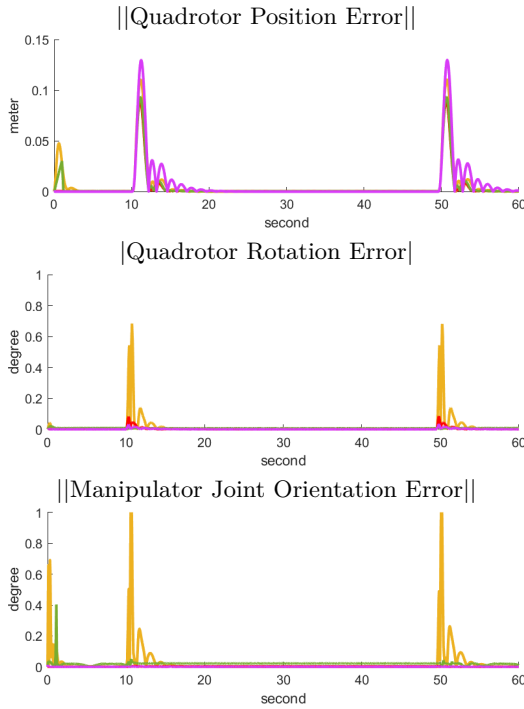 ||Quadrotor Position Error||
0.15
0.1
0.05
0
meter
0 10 20 30 40 50 60
second
|Quadrotor Rotation Error|
1
0.8
0.6
0.4
0.2
0
degree
0 10 20 30 40 50 60
second
||Manipulator Joint Orientation Error||
1
0.8
0.6
0.4
0.2
0
degree
0 10 20 30 40 50 60
second